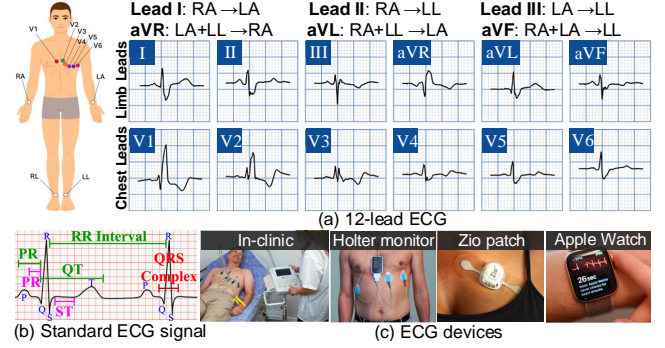 Lead I: RA →LA Lead II: RA →LL Lead III: LA →LL
aVR: LA+LL →RA aVL: RA+LL →LA aVF: RA+LA →LL
V1
V2
V3
V4
V5
V6
RA
LA
RL
LL
Limb Leads
I II III aVR aVL aVF
Chest Leads
V1 V2 V3 V4 V5 V6
(a) 12-lead ECG
R R
RR Interval
PR
QT
QRS
Complex
PR
P P
ST
Q Q
S S
(b) Standard ECG signal
In-clinic Holter monitor Zio patch Apple Watch
Zio
26sec
(c) ECG devices